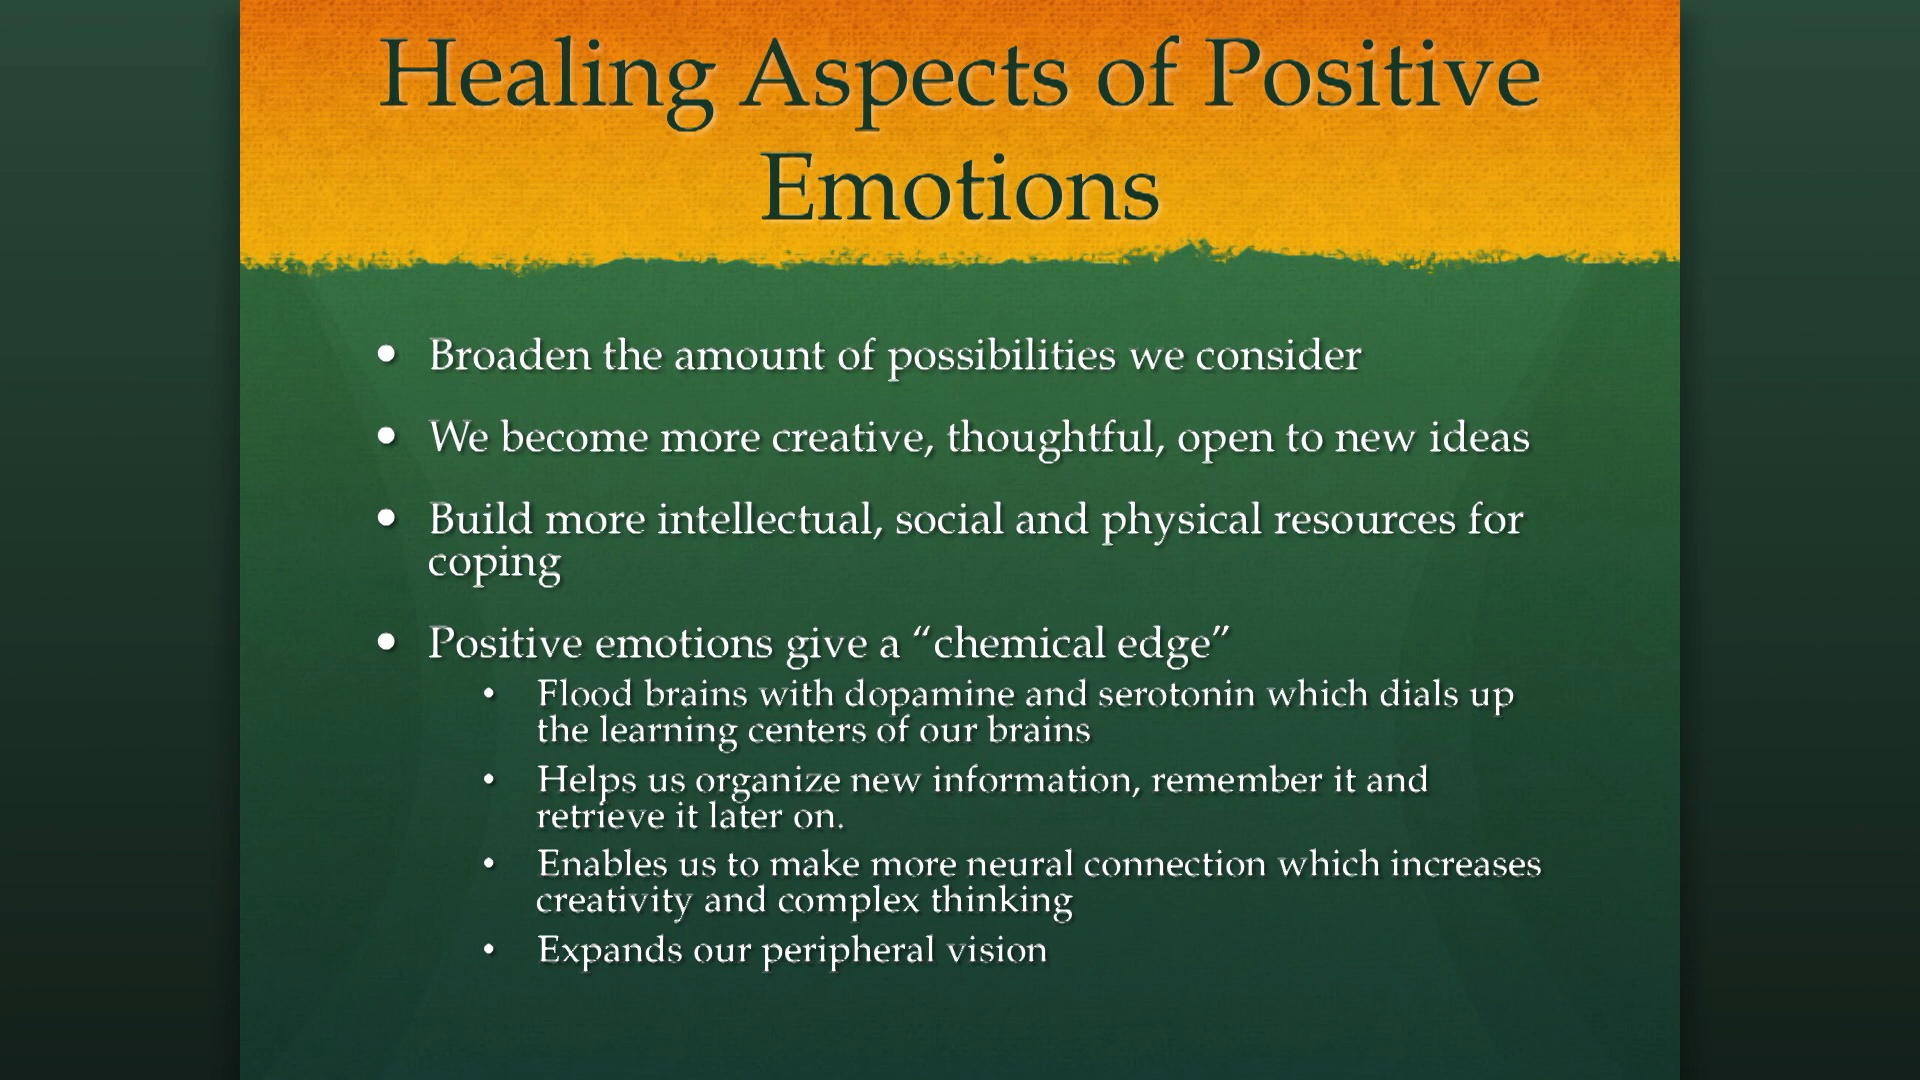 Healing Aspects of Positive
Emotions
• Broaden the amount of possibilities we consider
• We become more creative, thoughtful, open to new ideas
• Build more intellectual, social and physical resources for
coping
• Positive emotions give a “chemical edge”
• Flood brains with dopamine and serotonin which dials up
the learning centers of our brains
• Helps us organize new information, remember it and
retrieve it later on.
• Enables us to make more neural connection which increases
creativity and complex thinking
• Expands our peripheral vision